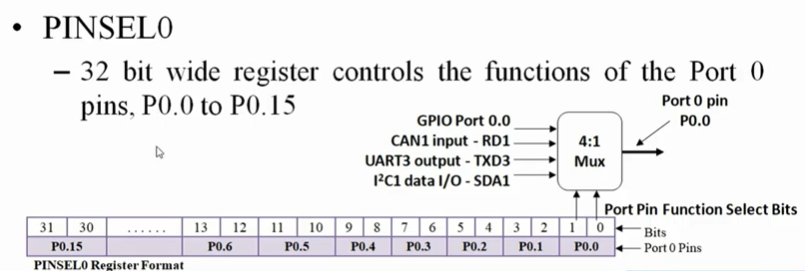 • PINSEL0
– 32 bit wide register controls the functions of the Port 0
pins, P0.0 to P0.15
Port 0 pin
P0.0
GPIO Port 0.0
CAN1 input - RD1
UART3 output - TXD3
I²C1 data I/O - SDA1
4:1
Mux
Port Pin Function Select Bits
31 30 ...... 13 12 11 10 9 8 7 6 5 4 3 2 1 0 Bits
P0.15 P0.6 P0.5 P0.4 P0.3 P0.2 P0.1 P0.0 Port 0 Pins
PINSEL0 Register Format